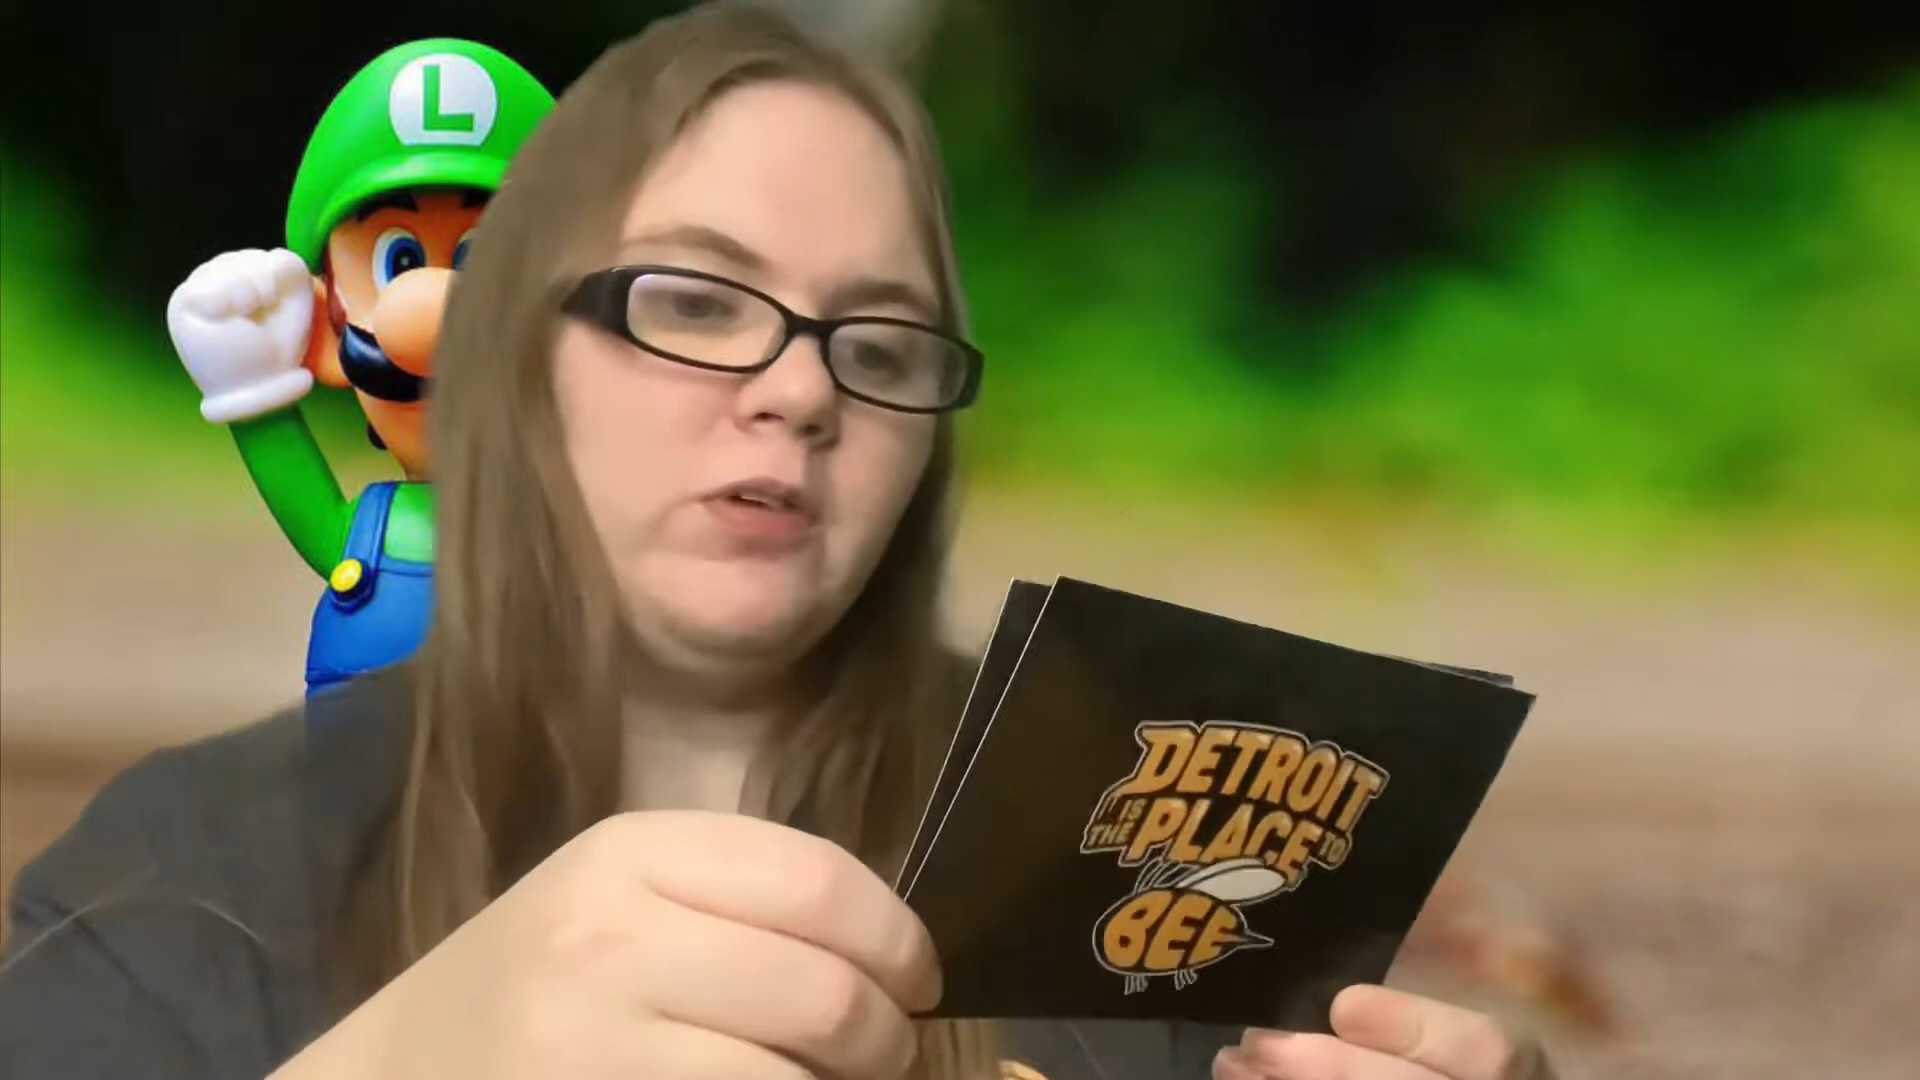 L
DETROIT
IT IS
THE PLACE TO
BEE